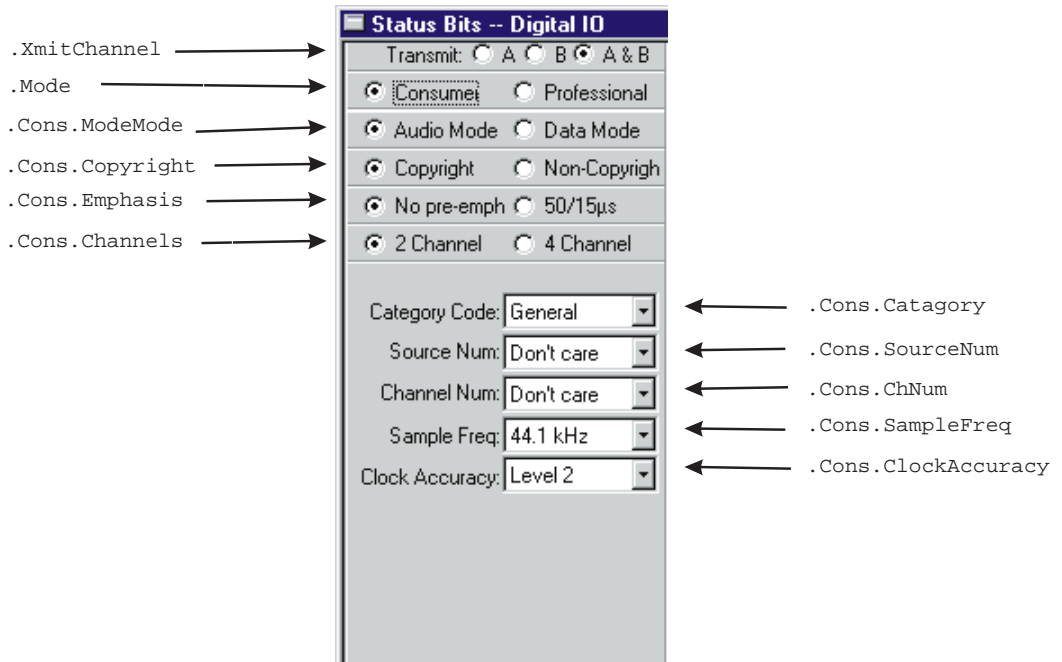 Status Bits -- Digital IO
.XmitChannel
Transmit: A B A & B
.Mode
Consumer Professional
.Cons.ModeMode
Audio Mode Data Mode
.Cons.Copyright
Copyright Non-Copyrigh
.Cons.Emphasis
No pre-emph 50/15µs
.Cons.Channels
2 Channel 4 Channel
Category Code: General
.Cons.Catagory
Source Num: Don't care
.Cons.SourceNum
Channel Num: Don't care
.Cons.ChNum
Sample Freq: 44.1 kHz
.Cons.SampleFreq
Clock Accuracy: Level 2
.Cons.ClockAccuracy